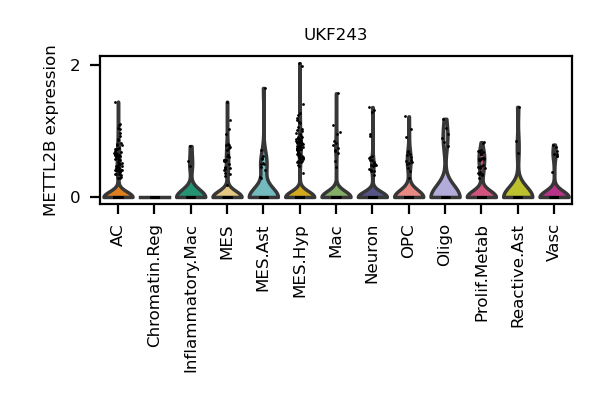 UKF243
METTL2B expression
2
0
AC
Chromatin.Reg
Inflammatory.Mac
MES
MES.Ast
MES.Hyp
Mac
Neuron
OPC
Oligo
Prolif.Metab
Reactive.Ast
Vasc